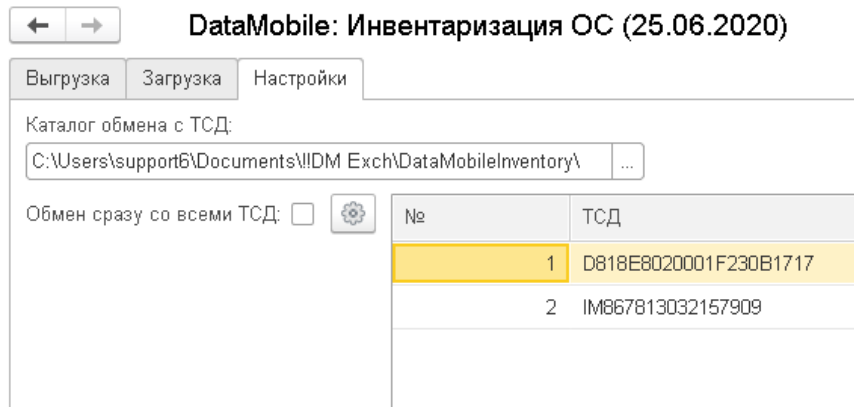 DataMobile: Инвентаризация ОС (25.06.2020)
Выгрузка Загрузка Настройки
Каталог обмена с ТСД:
C:\Users\support6\Documents\!!DM Exch\DataMobileInventory\ ...
Обмен сразу со всеми ТСД:
№ ТСД
1 D818E8020001F230B1717
2 IM867813032157909